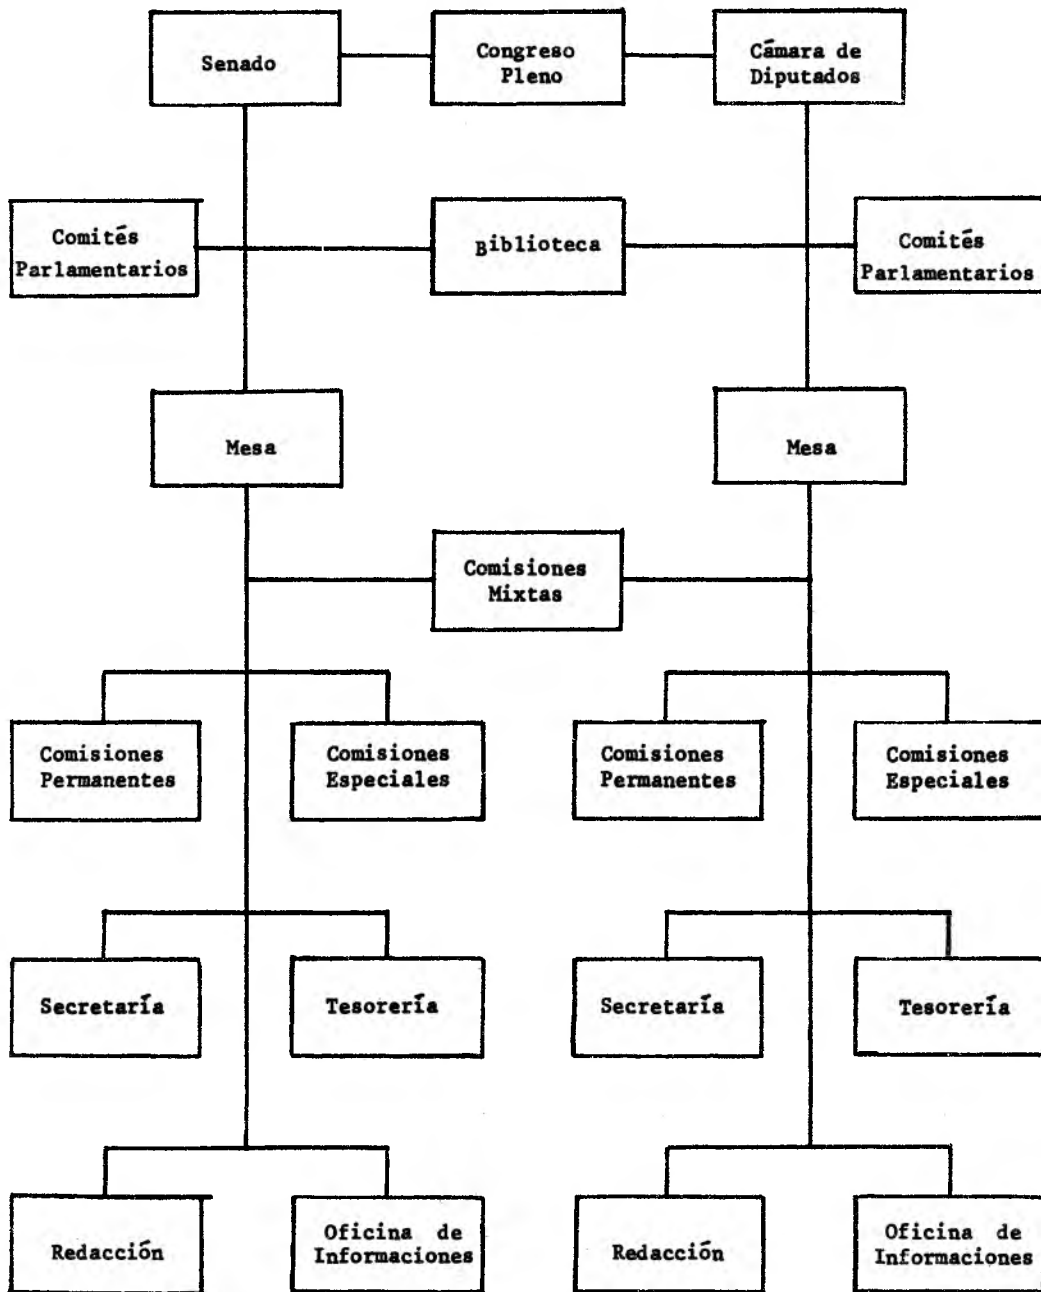 Senado
Congreso
Pleno
Cámara de
Diputados
Comités
Parlamentarios
Biblioteca
Comités
Parlamentarios
Mesa
Mesa
Comisiones
Mixtas
Comisiones
Permanentes
Comisiones
Especiales
Comisiones
Permanentes
Comisiones
Especiales
Secretaría
Tesorería
Secretaría
Tesorería
Redacción
Oficina de
Informaciones
Redacción
Oficina de
Informaciones